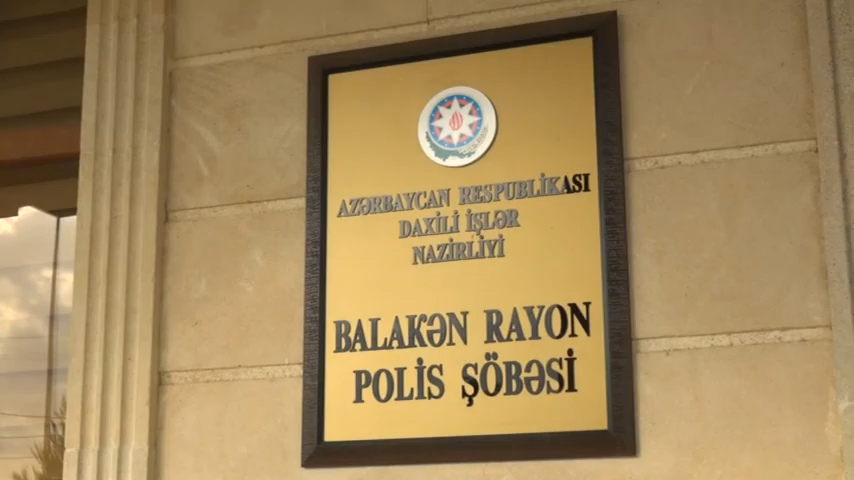 AZƏRBAYCAN RESPUBLİKASI
DAXİLİ İŞLƏR
NAZİRLİYİ
BALAKƏN RAYON
POLİS ŞÖBƏSİ